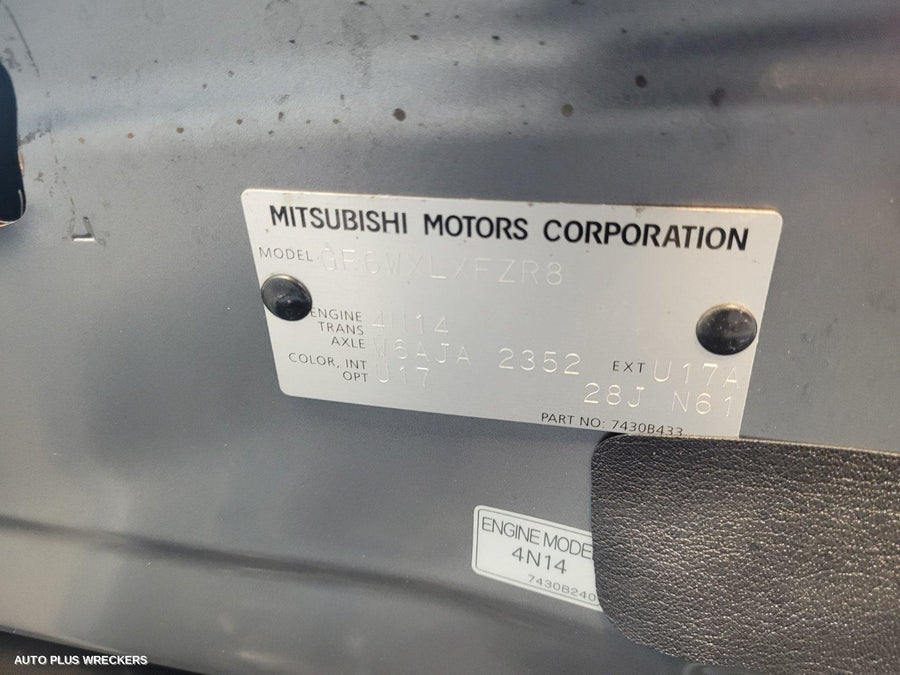 MITSUBISHI MOTORS CORPORATION
MODEL GF6WXLXFZR8
ENGINE 4N14
TRANS
AXLE W6AJA 2352 EXT U17A
COLOR, INT U17
OPT 28J N61
PART NO: 7430B433
ENGINE MODE
4N14
7430B240
AUTO PLUS WRECKERS